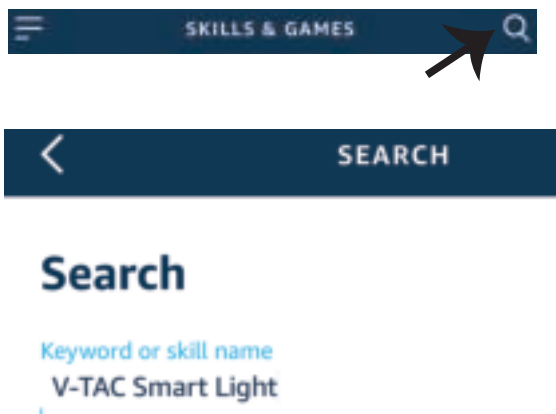 SKILLS & GAMES
SEARCH
Search
Keyword or skill name
V-TAC Smart Light